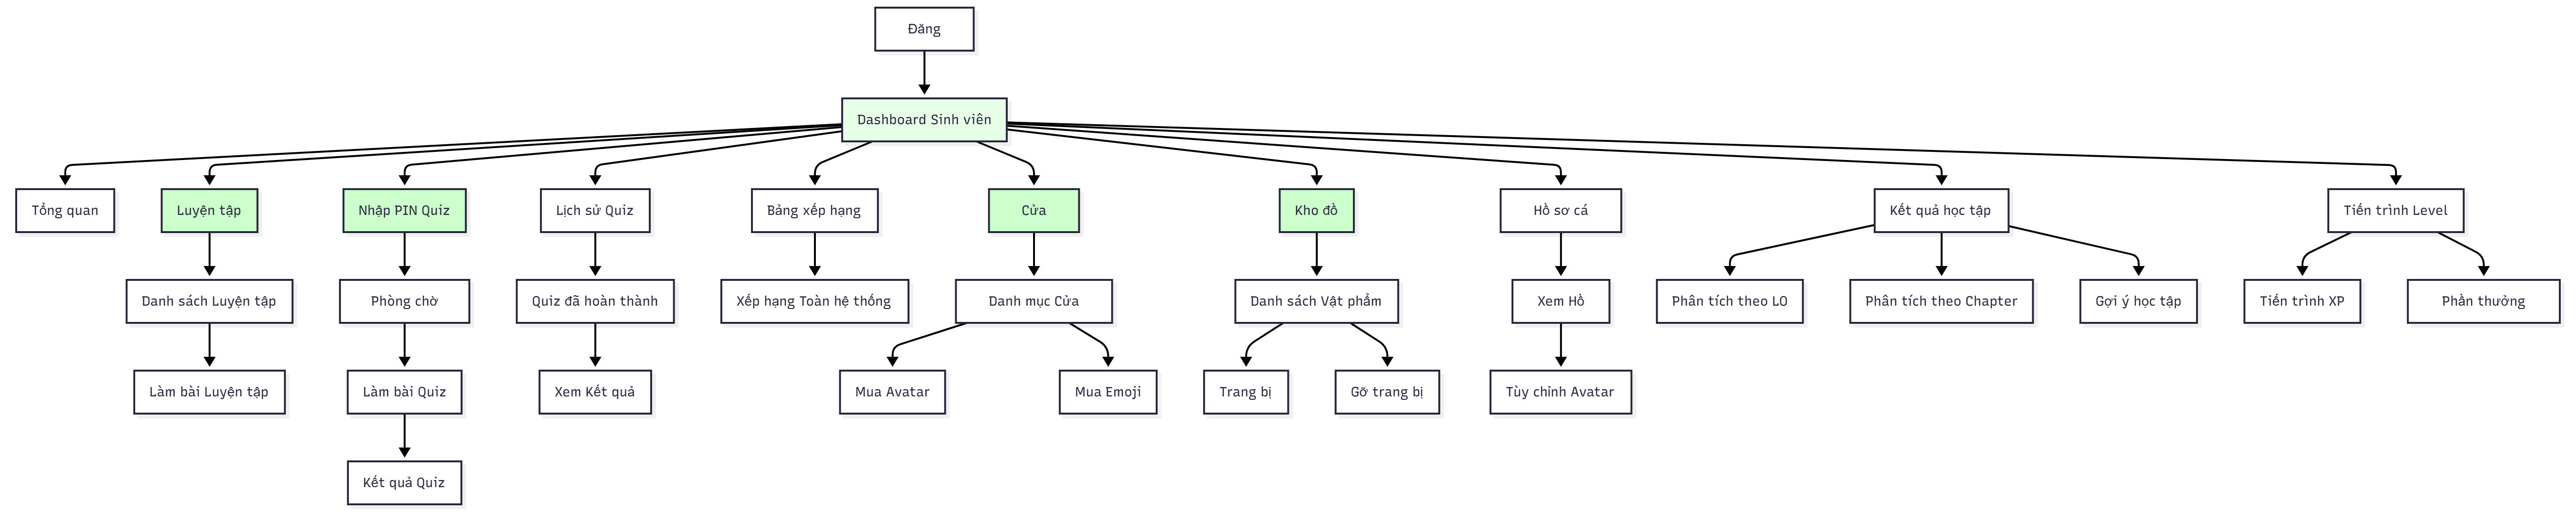 Đăng
Dashboard Sinh viên
Tổng quan
Luyện tập
Nhập PIN Quiz
Lịch sử Quiz
Bảng xếp hạng
Cửa
Kho đồ
Hồ sơ cá
Kết quả học tập
Tiến trình Level
Danh sách Luyện tập
Phòng chờ
Quiz đã hoàn thành
Xếp hạng Toàn hệ thống
Danh mục Cửa
Danh sách Vật phẩm
Xem Hồ
Phân tích theo LO
Phân tích theo Chapter
Gợi ý học tập
Tiến trình XP
Phần thưởng
Làm bài Luyện tập
Làm bài Quiz
Xem Kết quả
Mua Avatar
Mua Emoji
Trang bị
Gỡ trang bị
Tùy chỉnh Avatar
Kết quả Quiz